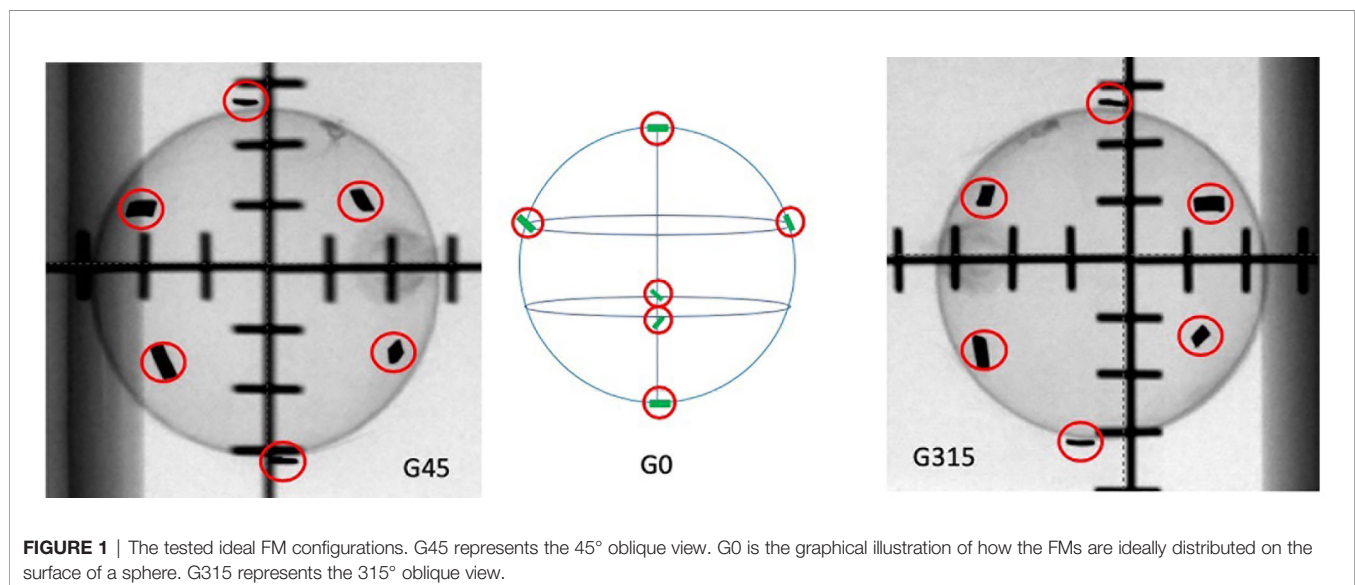 G45
G0
G315
FIGURE 1 | The tested ideal FM configurations. G45 represents the 45° oblique view. G0 is the graphical illustration of how the FMs are ideally distributed on the
surface of a sphere. G315 represents the 315° oblique view.